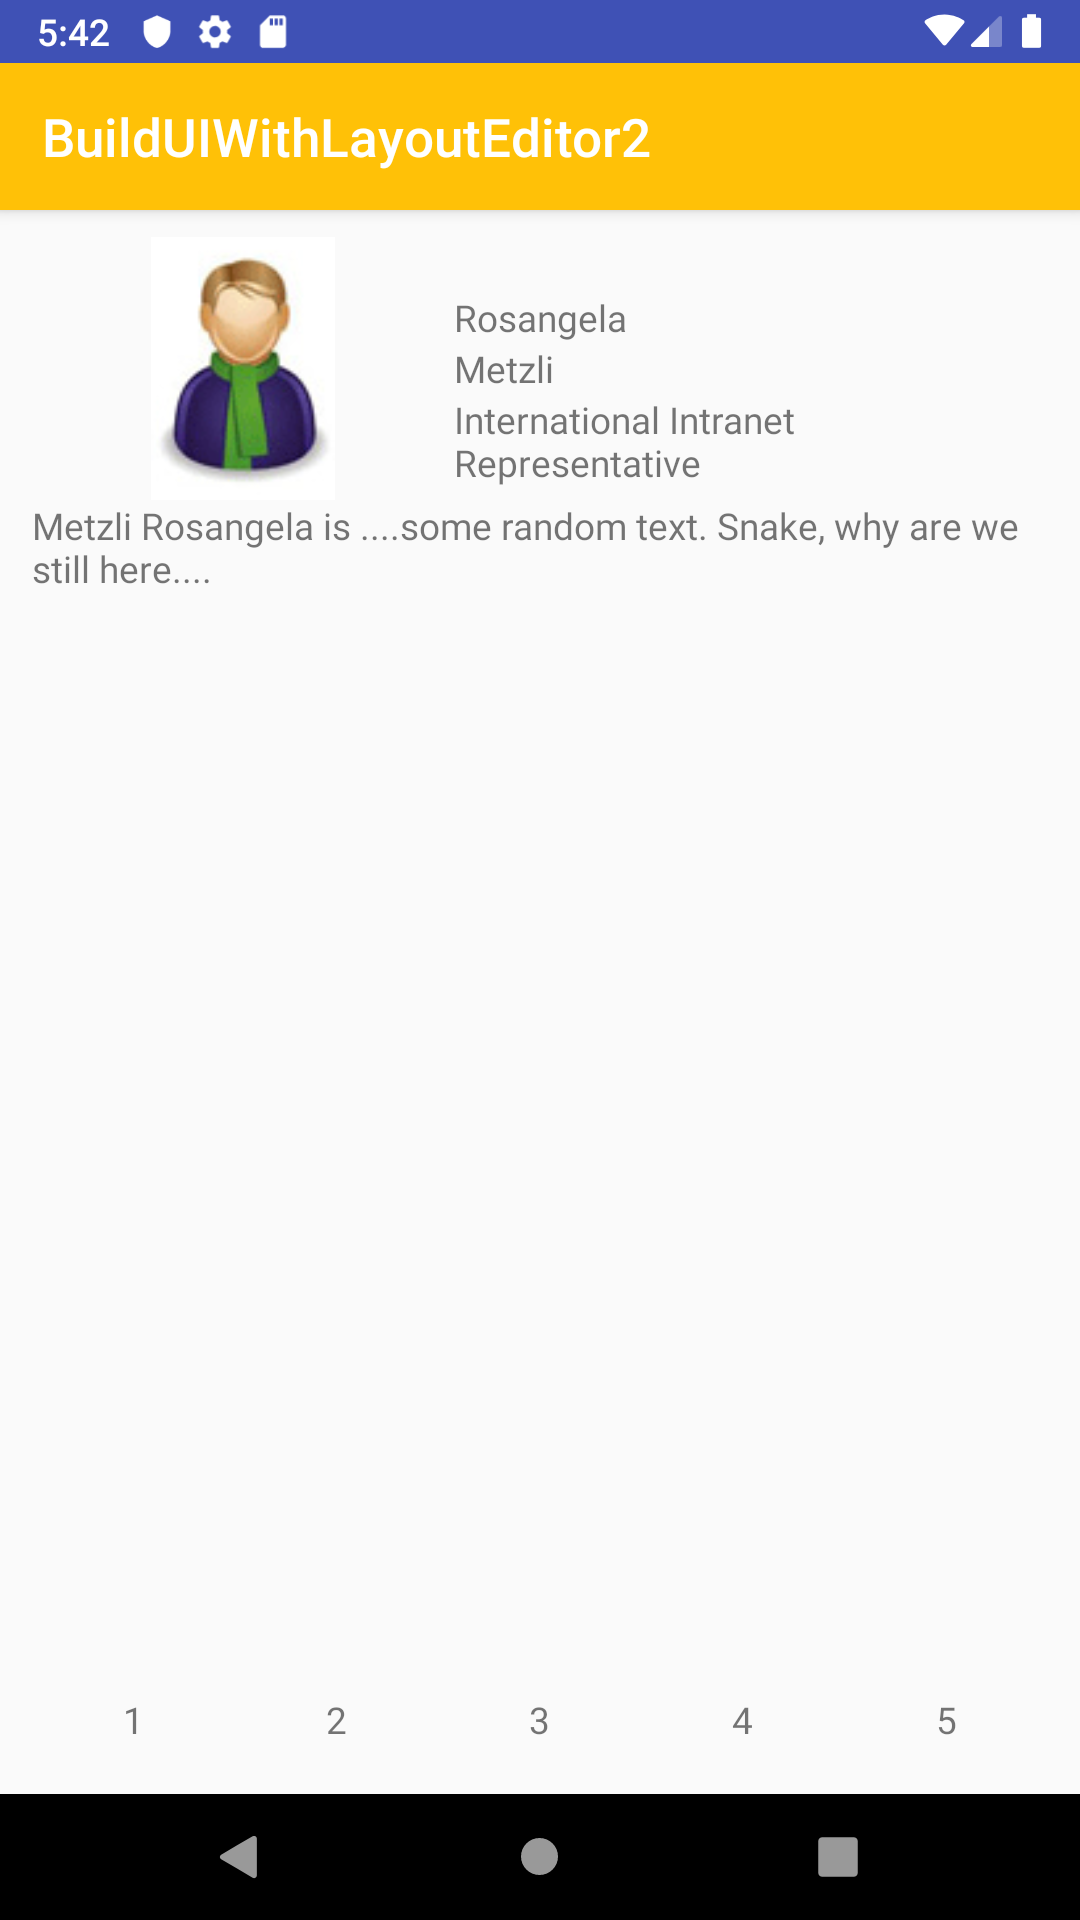 5:42
BuildUIWithLayoutEditor2
Rosangela
Metzli
International Intranet
Representative
Metzli Rosangela is ....some random text. Snake, why are we
still here....
1 2 3 4 5